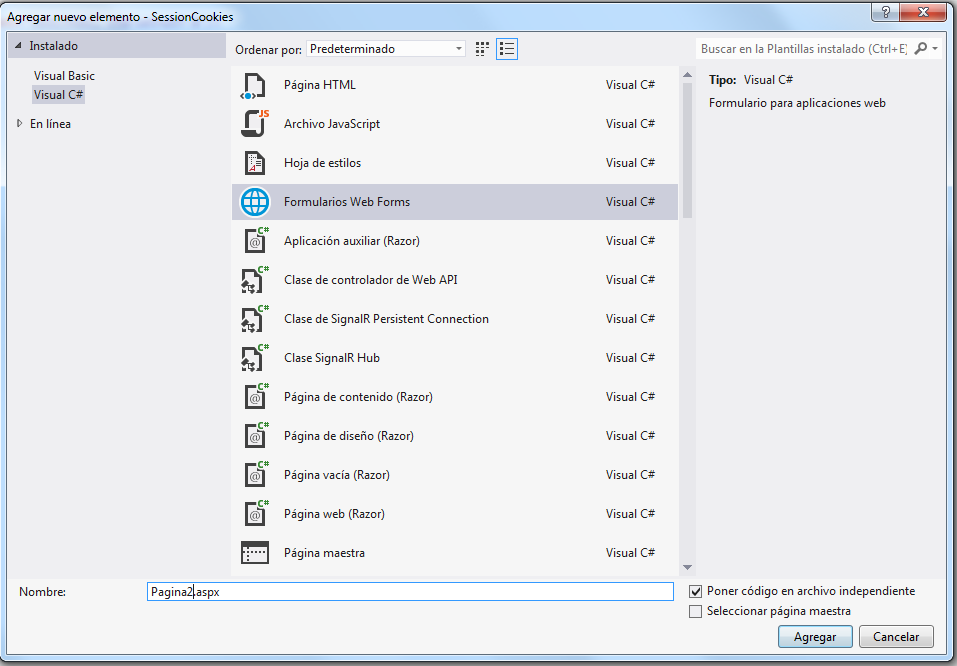 Agregar nuevo elemento - SessionCookies
Instalado
Visual Basic
Visual C#
En línea
Ordenar por: Predeterminado
Buscar en la Plantillas instalado (Ctrl+E)
Página HTML Visual C#
Archivo JavaScript Visual C#
Hoja de estilos Visual C#
Formularios Web Forms Visual C#
Aplicación auxiliar (Razor) Visual C#
Clase de controlador de Web API Visual C#
Clase de SignalR Persistent Connection Visual C#
Clase SignalR Hub Visual C#
Página de contenido (Razor) Visual C#
Página de diseño (Razor) Visual C#
Página vacía (Razor) Visual C#
Página web (Razor) Visual C#
Página maestra Visual C#
Tipo: Visual C#
Formulario para aplicaciones web
Nombre: Pagina2.aspx
Poner código en archivo independiente
Seleccionar página maestra
Agregar Cancelar